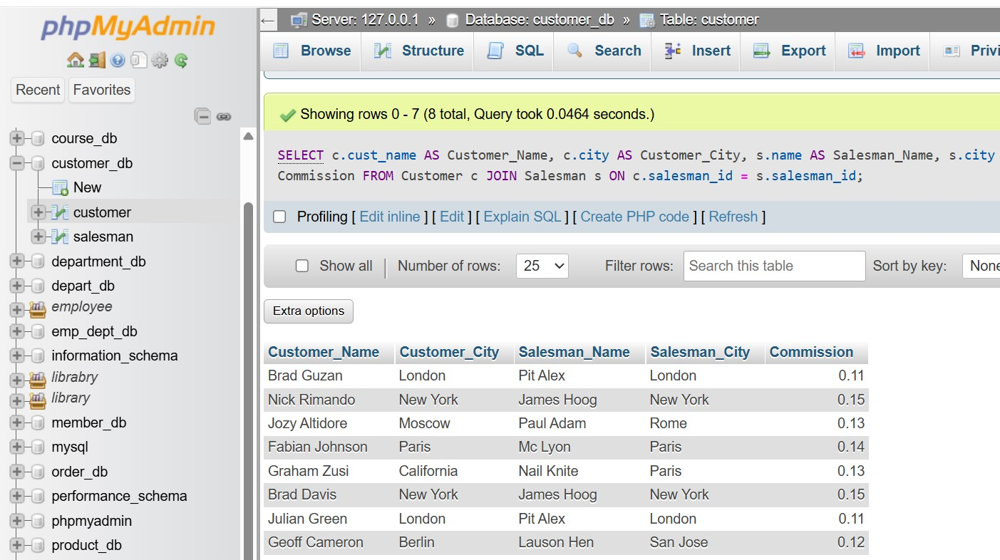 phpMyAdmin
Recent
Favorites
course_db
customer_db
New
customer
salesman
department_db
depart_db
employee
emp_dept_db
information_schema
librabry
library
member_db
mysql
order_db
performance_schema
phpmyadmin
product_db
Server: 127.0.0.1 » Database: customer_db » Table: customer
Browse Structure SQL Search Insert Export Import Privi
Showing rows 0 - 7 (8 total, Query took 0.0464 seconds.)
SELECT c.cust_name AS Customer_Name, c.city AS Customer_City, s.name AS Salesman_Name, s.city
Commission FROM Customer c JOIN Salesman s ON c.salesman_id = s.salesman_id;
Profiling [ Edit inline ] [ Edit ] [ Explain SQL ] [ Create PHP code ] [ Refresh ]
Show all | Number of rows: 25 Filter rows: Search this table Sort by key: None
Extra options
Customer_Name Customer_City Salesman_Name Salesman_City Commission
Brad Guzan London Pit Alex London 0.11
Nick Rimando New York James Hoog New York 0.15
Jozy Altidore Moscow Paul Adam Rome 0.13
Fabian Johnson Paris Mc Lyon Paris 0.14
Graham Zusi California Nail Knite Paris 0.13
Brad Davis New York James Hoog New York 0.15
Julian Green London Pit Alex London 0.11
Geoff Cameron Berlin Lauson Hen San Jose 0.12